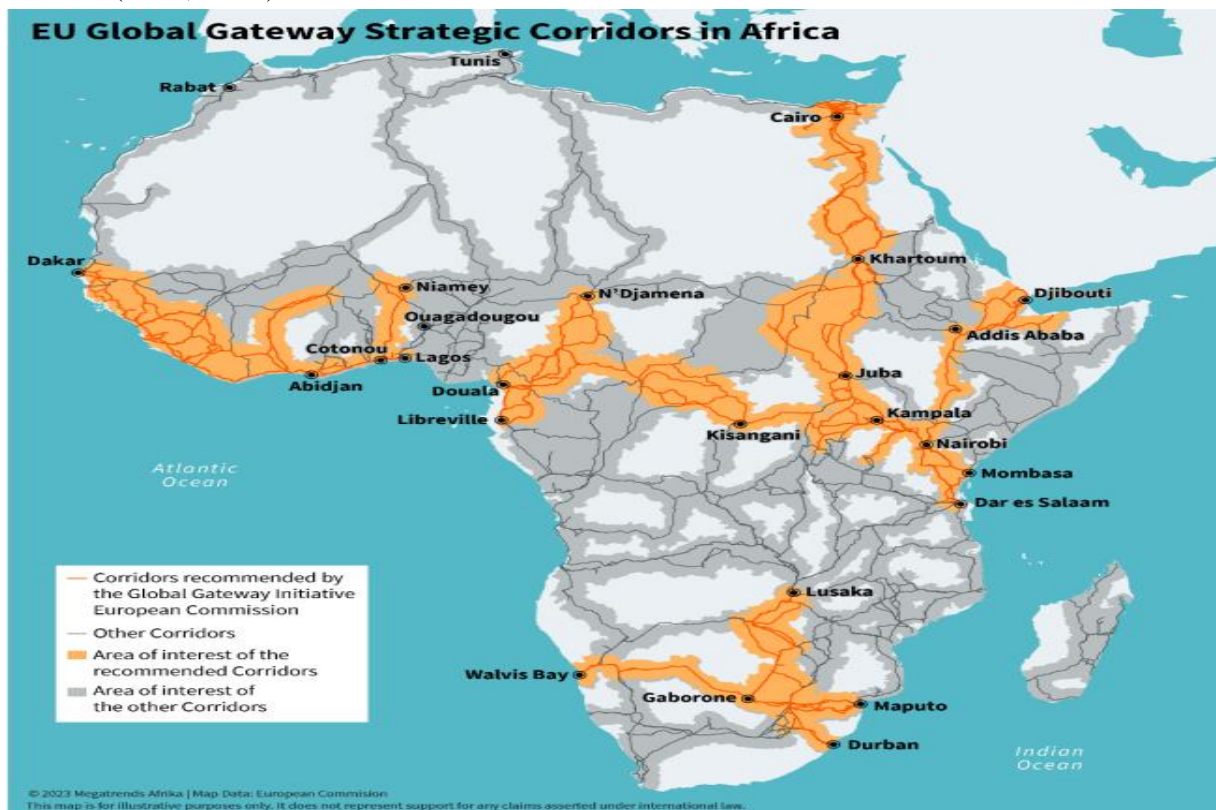 EU Global Gateway Strategic Corridors in Africa
Tunis
Rabat
Cairo
Dakar
Khartoum
Niamey
N'Djamena
Djibouti
Ouagadougou
Addis Ababa
Cotonou
Lagos
Abidjan
Juba
Douala
Libreville
Kampala
Kisangani
Nairobi
Atlantic
Ocean
Mombasa
Dar es Salaam
Corridors recommended by
the Global Gateway Initiative
European Commission
Other Corridors
Area of interest of the
recommended Corridors
Area of interest of
the other Corridors
Lusaka
Walvis Bay
Gaborone
Maputo
Durban
Indian
Ocean
© 2023 Megatrends Afrika | Map Data: European Commision
This map is for illustrative purposes only. It does not represent support for any claims asserted under international law.